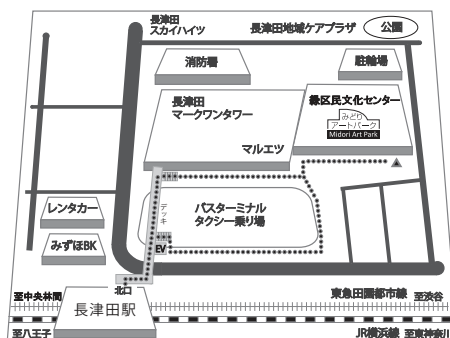 長津田
スカイハイツ
長津田地域ケアプラザ
公園
消防署
駐輪場
長津田
マークワンタワー
緑区民文化センター
みどり
アートパーク
Midori Art Park
マルエツ
デッキ
バスターミナル
タクシー乗り場
レンタカー
みずほBK
EV
北口
至中央林間
東急田園都市線 至渋谷
長津田駅
至八王子
JR横浜線 至東神奈川